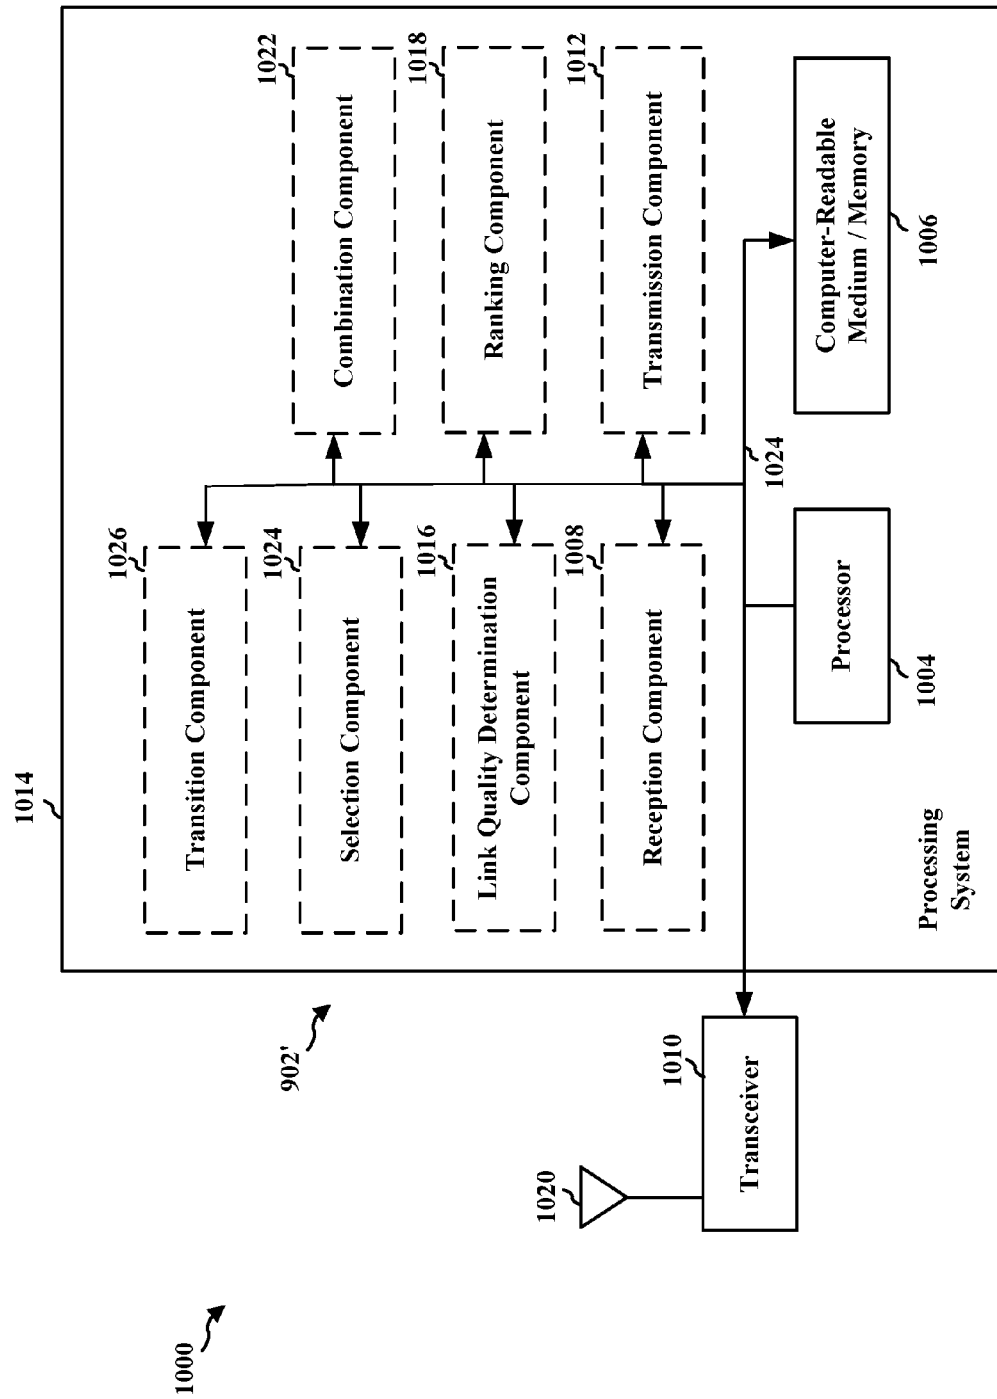 1000
902'
1014
1026
Transition Component
1022
Combination Component
1024
Selection Component
1018
Ranking Component
1016
Link Quality Determination
Component
1012
Transmission Component
1008
Reception Component
1020
1010
Transceiver
1024
Processor
1004
Computer-Readable
Medium / Memory
1006
Processing
System